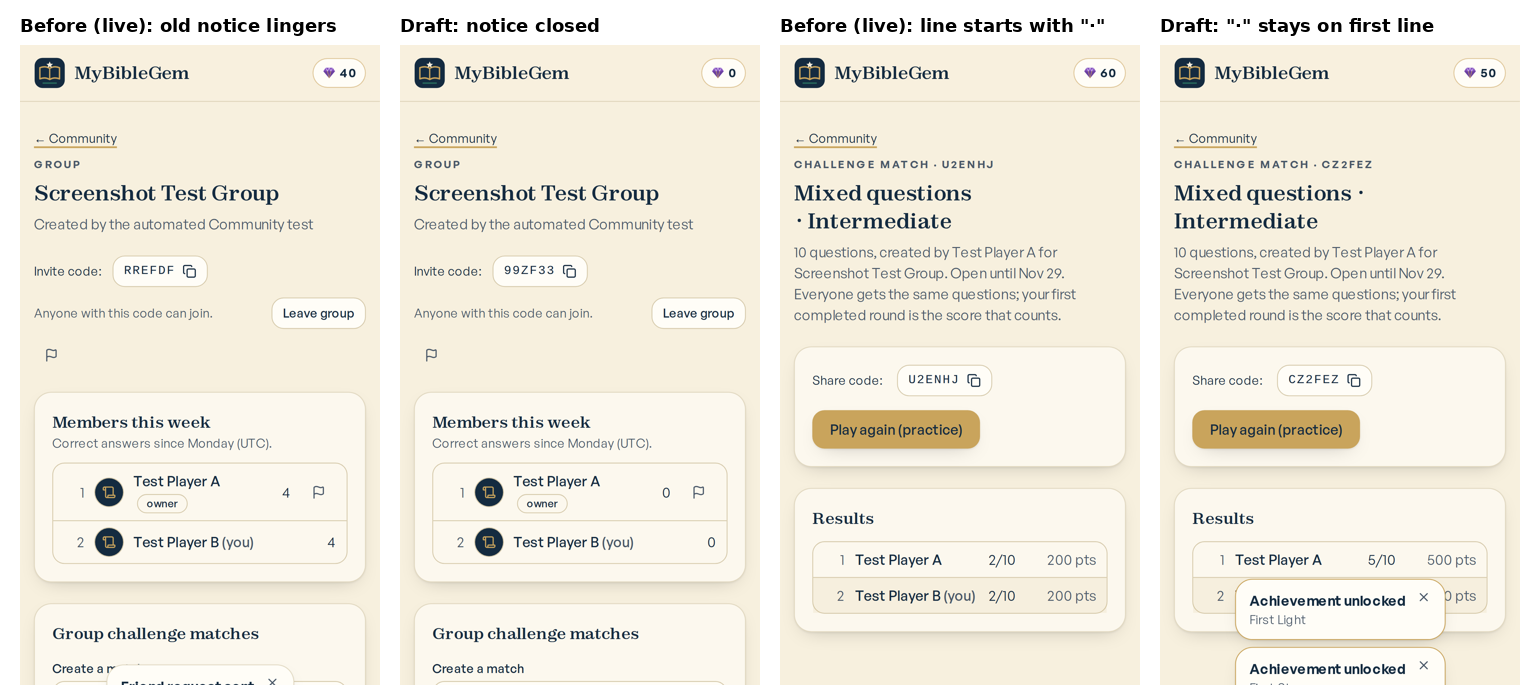 Before (live): old notice lingers
MyBibleGem
40
← Community
GROUP
Screenshot Test Group
Created by the automated Community test
Invite code: RREFDF
Anyone with this code can join. Leave group
Members this week
Correct answers since Monday (UTC).
1 Test Player A 4
owner
2 Test Player B (you) 4
Group challenge matches
Create a m
Friend request sent
Draft: notice closed
MyBibleGem
0
← Community
GROUP
Screenshot Test Group
Created by the automated Community test
Invite code: 99ZF33
Anyone with this code can join. Leave group
Members this week
Correct answers since Monday (UTC).
1 Test Player A 0
owner
2 Test Player B (you) 0
Group challenge matches
Create a match
Before (live): line starts with "·"
MyBibleGem
60
← Community
CHALLENGE MATCH · U2ENHJ
Mixed questions
· Intermediate
10 questions, created by Test Player A for
Screenshot Test Group. Open until Nov 29.
Everyone gets the same questions; your first
completed round is the score that counts.
Share code: U2ENHJ
Play again (practice)
Results
1 Test Player A 2/10 200 pts
2 Test Player B (you) 2/10 200 pts
Draft: "·" stays on first line
MyBibleGem
50
← Community
CHALLENGE MATCH · CZ2FEZ
Mixed questions ·
Intermediate
10 questions, created by Test Player A for
Screenshot Test Group. Open until Nov 29.
Everyone gets the same questions; your first
completed round is the score that counts.
Share code: CZ2FEZ
Play again (practice)
Results
1 Test Player A 5/10 500 pts
2 0 pts
Achievement unlocked
First Light
Achievement unlocked